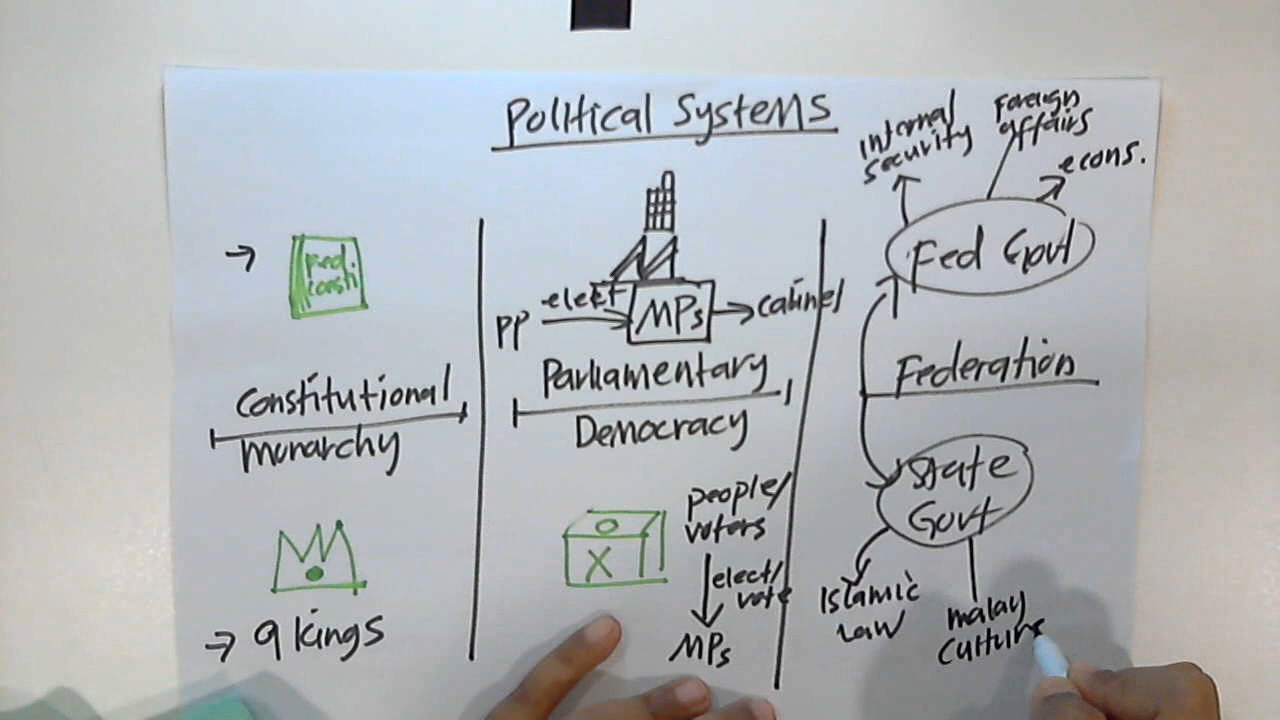 Political Systems
Fed.
consti
Constitutional
Monarchy
→ 9 kings
PP
elect
MPs
cabinet
Parliamentary
Democracy
X
people/
voters
elect/
vote
MPs
internal
security
Foreign
affairs
econs.
Fed Govt
Federation
State
Govt
Islamic
Law
malay
culture